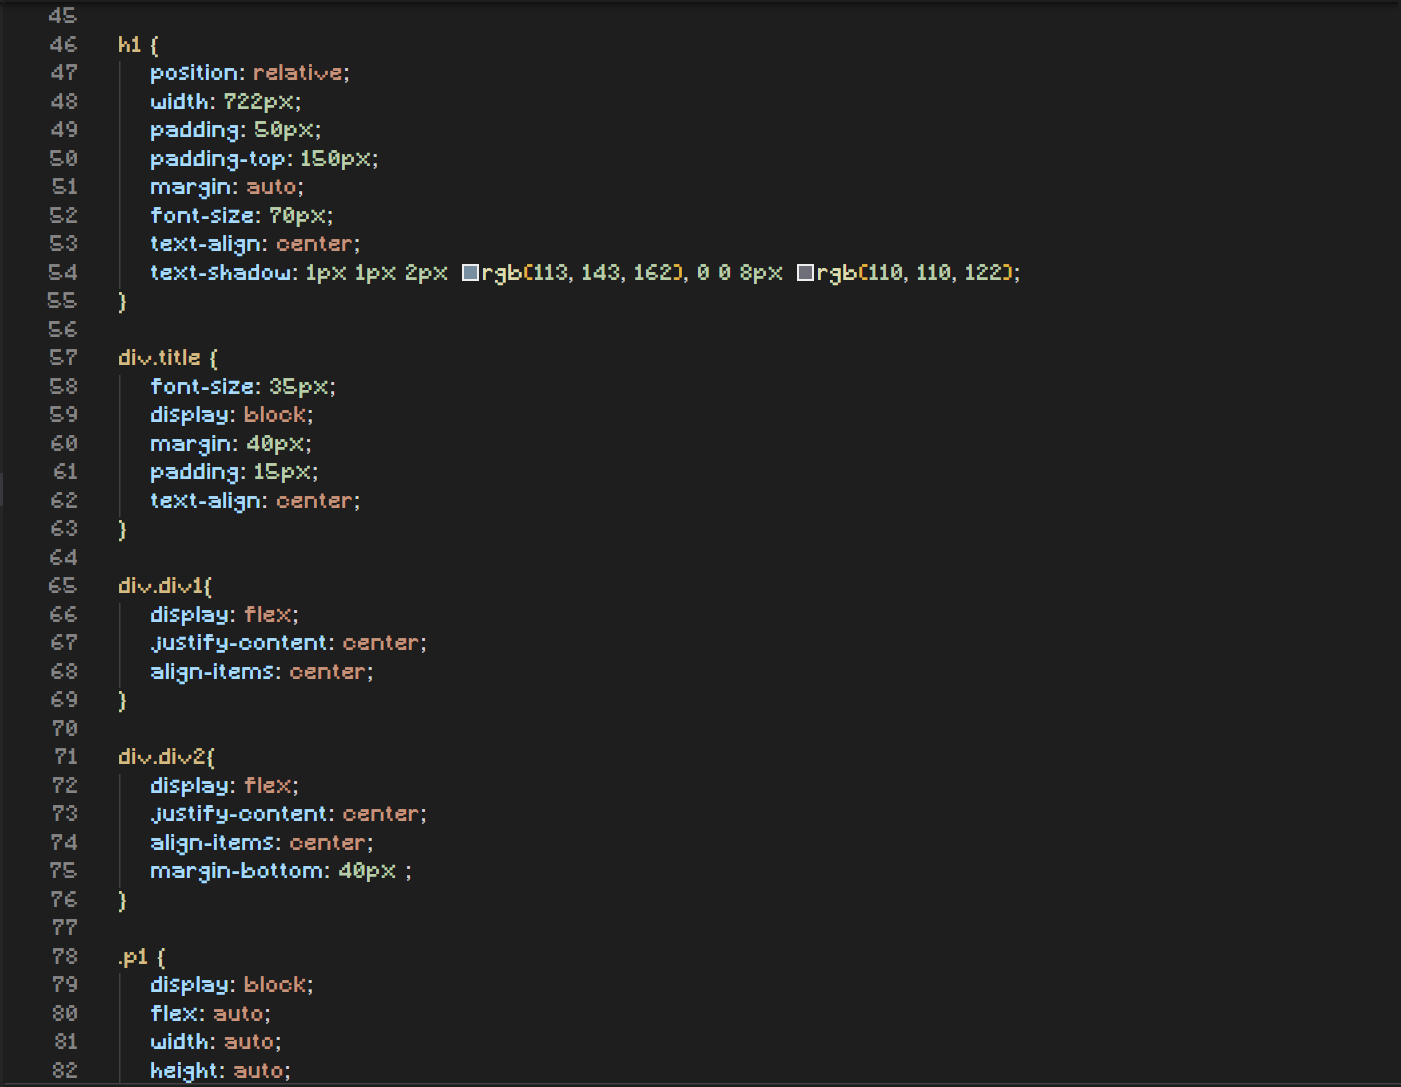 45
46 h1 {
47 position: relative;
48 width: 722px;
49 padding: 50px;
50 padding-top: 150px;
51 margin: auto;
52 font-size: 70px;
53 text-align: center;
54 text-shadow: 1px 1px 2px rgb(113, 143, 162), 0 0 8px rgb(110, 110, 122);
55 }
56
57 div.title {
58 font-size: 35px;
59 display: block;
60 margin: 40px;
61 padding: 15px;
62 text-align: center;
63 }
64
65 div.div1{
66 display: flex;
67 justify-content: center;
68 align-items: center;
69 }
70
71 div.div2{
72 display: flex;
73 justify-content: center;
74 align-items: center;
75 margin-bottom: 40px ;
76 }
77
78 .p1 {
79 display: block;
80 flex: auto;
81 width: auto;
82 height: auto;